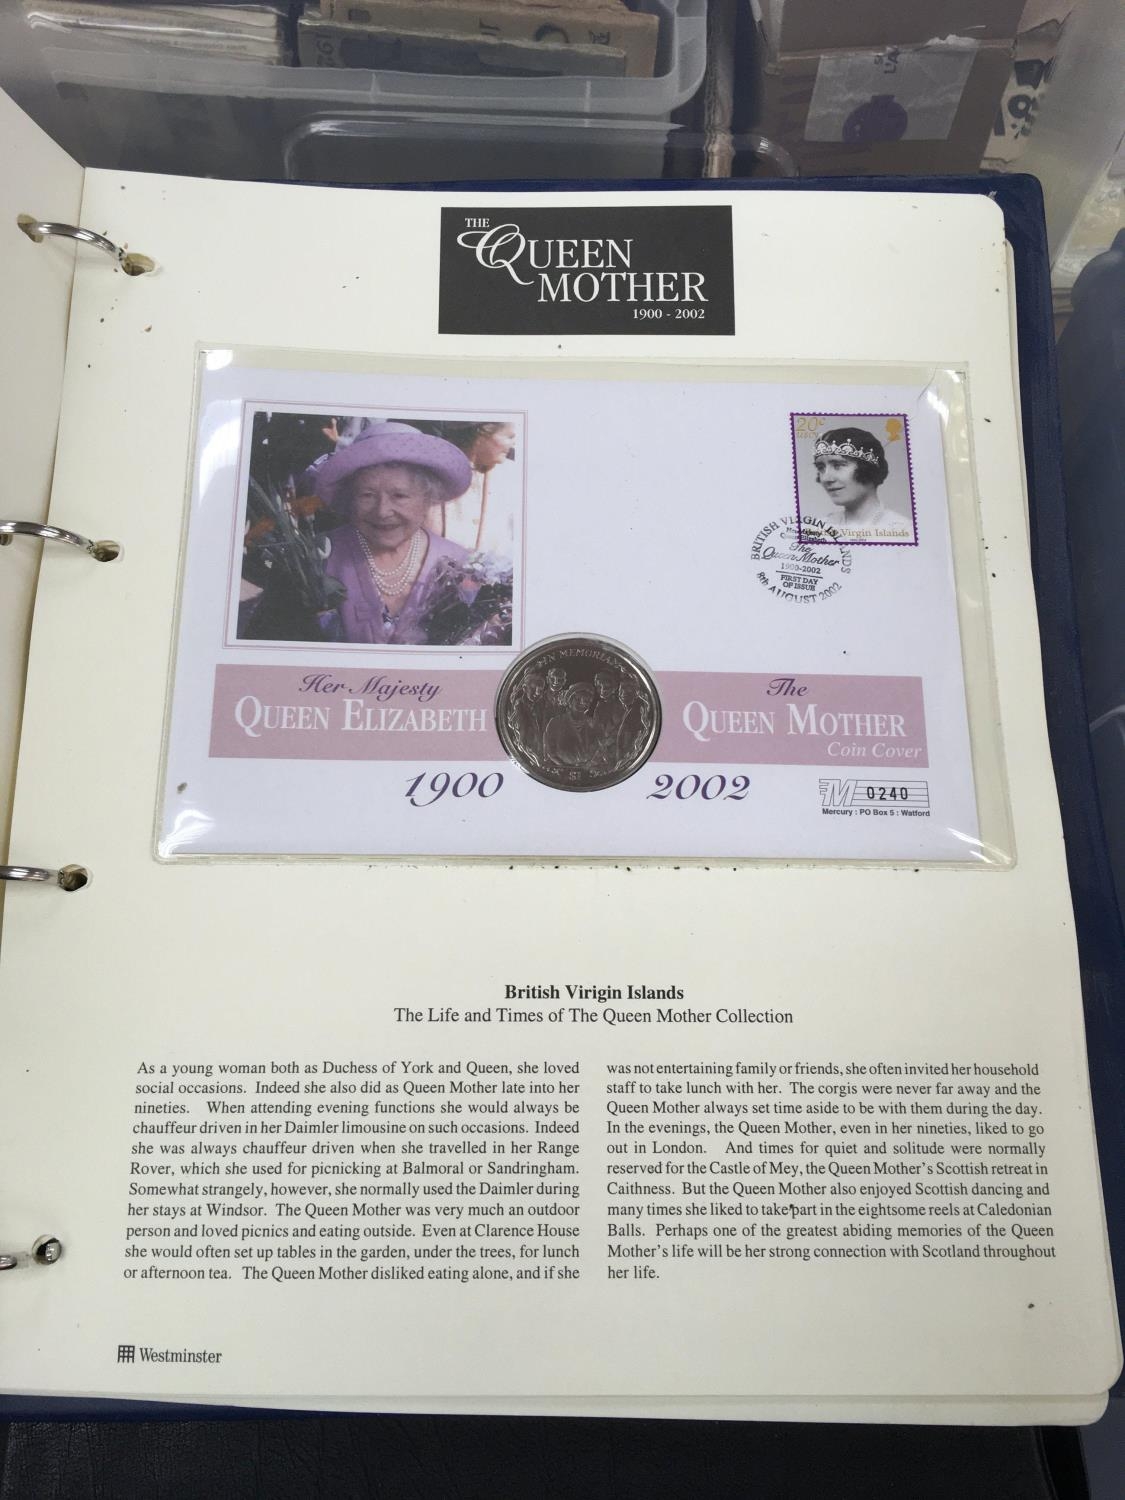 THE
QUEEN
MOTHER
1900 - 2002
20c
USCY
Virgin Islands
BRITISH VIRGIN ISLANDS
Queen Elizabeth
The
Queen Mother
1900-2002
FIRST DAY
OF ISSUE
8th AUGUST 2002
IN MEMORIAM
$1
Her Majesty
QUEEN ELIZABETH
The
QUEEN MOTHER
Coin Cover
1900
2002
M 0240
Mercury : PO Box 5 : Watford
British Virigin Islands
The Life and Times of The Queen Mother Collection
As a young woman both as Duchess of York and Queen, she loved
social occasions. Indeed she also did as Queen Mother late into her
nineties. When attending evening functions she would always be
chauffeur driven in her Daimler limousine on such occasions. Indeed
she was always chauffeur driven when she travelled in her Range
Rover, which she used for picnicking at Balmoral or Sandringham.
Somewhat strangely, however, she normally used the Daimler during
her stays at Windsor. The Queen Mother was very much an outdoor
person and loved picnics and eating outside. Even at Clarence House
she would often set up tables in the garden, under the trees, for lunch
or afternoon tea. The Queen Mother disliked eating alone, and if she
was not entertaining family or friends, she often invited her household
staff to take lunch with her. The corgis were never far away and the
Queen Mother always set time aside to be with them during the day.
In the evenings, the Queen Mother, even in her nineties, liked to go
out in London. And times for quiet and solitude were normally
reserved for the Castle of Mey, the Queen Mother's Scottish retreat in
Caithness. But the Queen Mother also enjoyed Scottish dancing and
many times she liked to take part in the eightsome reels at Caledonian
Balls. Perhaps one of the greatest abiding memories of the Queen
Mother's life will be her strong connection with Scotland throughout
her life.
Westminster